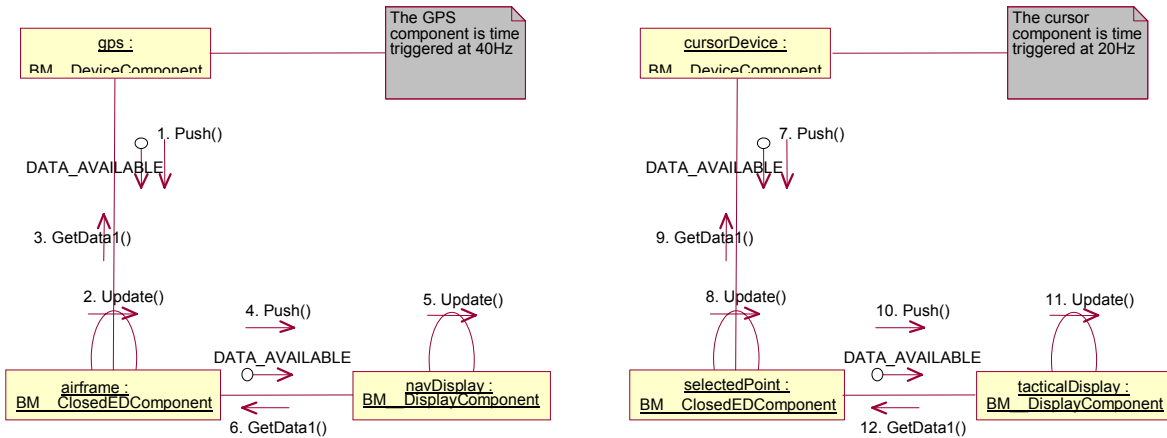 gps :
BM__DeviceComponent
The GPS
component is time
triggered at 40Hz
1. Push()
DATA_AVAILABLE
3. GetData1()
2. Update()
4. Push()
5. Update()
DATA_AVAILABLE
airframe :
BM__ClosedEDComponent
navDisplay :
BM__DisplayComponent
6. GetData1()
cursorDevice :
BM__DeviceComponent
The cursor
component is time
triggered at 20Hz
7. Push()
DATA_AVAILABLE
9. GetData1()
8. Update()
10. Push()
11. Update()
DATA_AVAILABLE
selectedPoint :
BM__ClosedEDComponent
tacticalDisplay :
BM__DisplayComponent
12. GetData1()